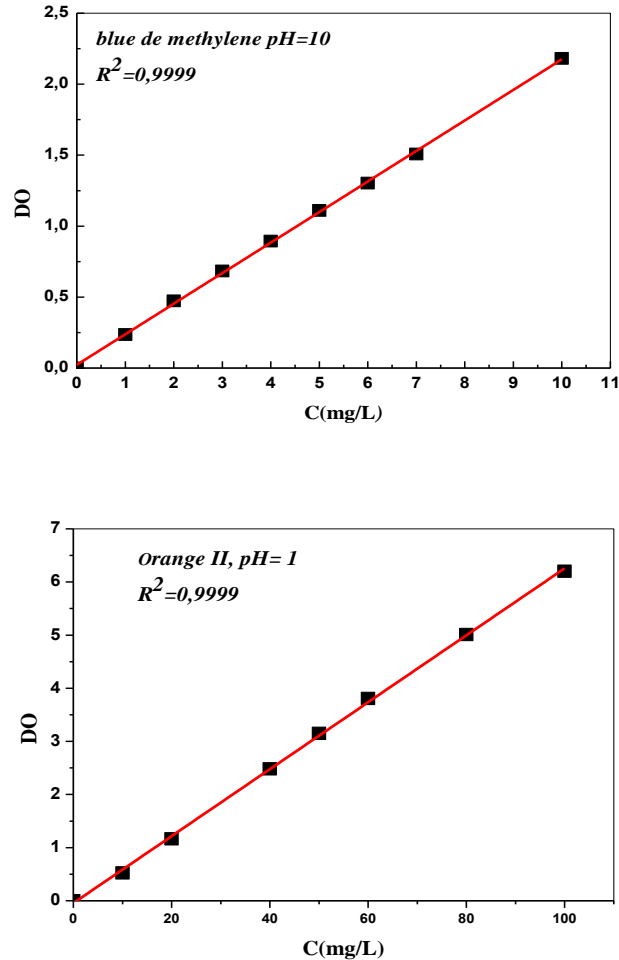 2,5
blue de methylene pH=10
R²=0,9999
2,0
1,5
DO
1,0
0,5
0,0
0 1 2 3 4 5 6 7 8 9 10 11
C(mg/L)
7
Orange II, pH= 1
6
R²=0,9999
5
4
DO
3
2
1
0
0 20 40 60 80 100
C(mg/L)